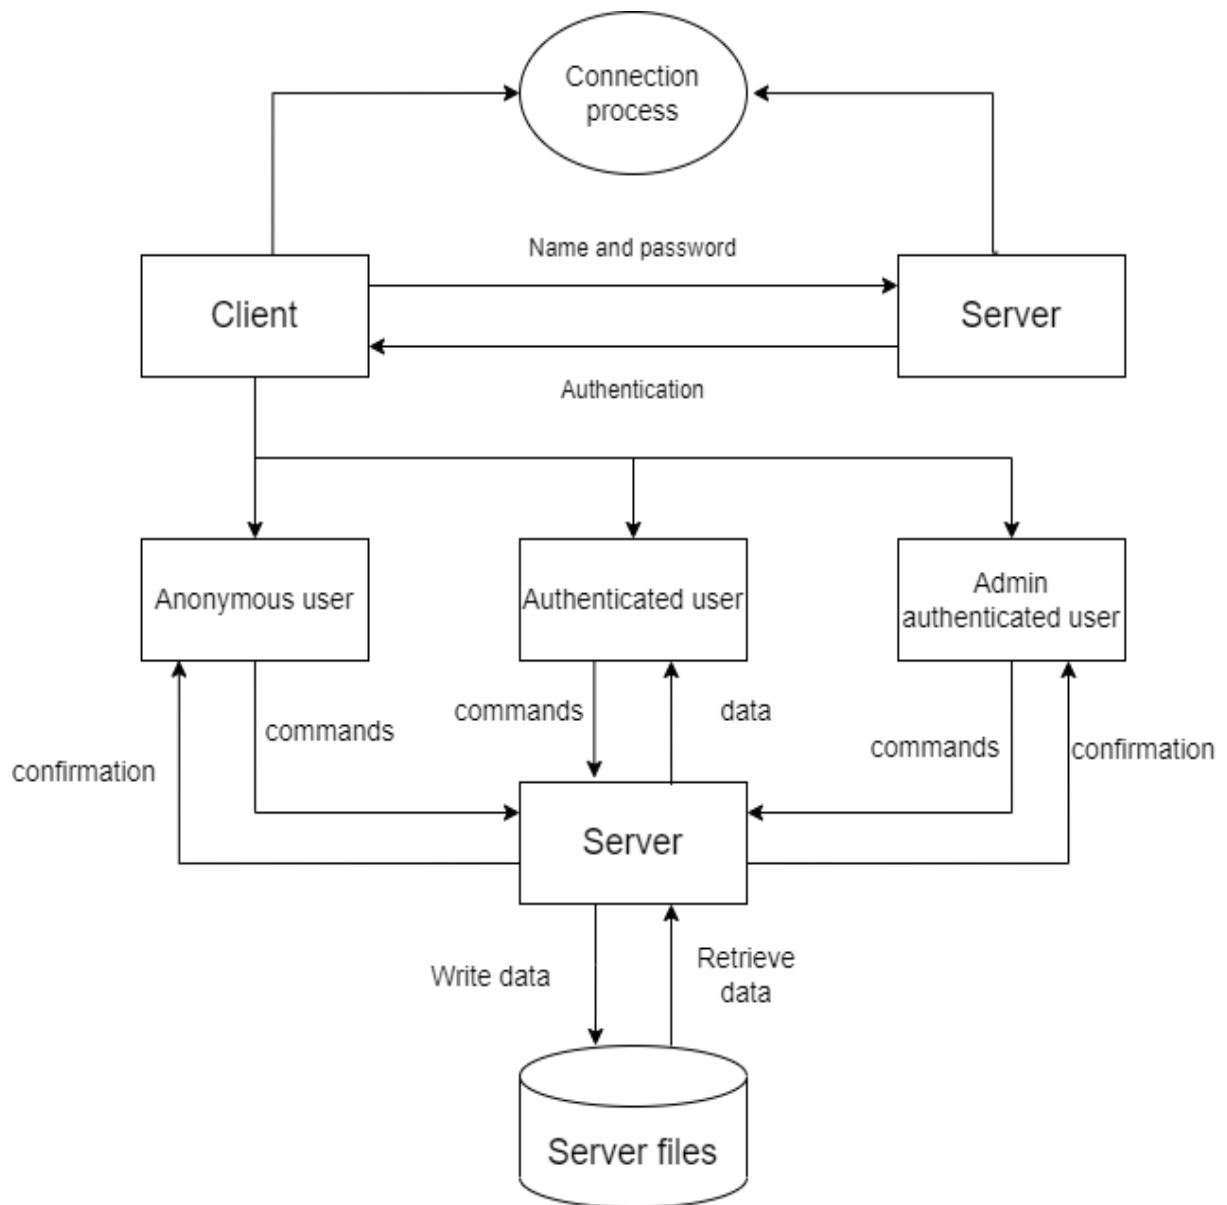 Connection
process
Name and password
Client
Server
Authentication
Anonymous user
Authenticated user
Admin
authenticated user
commands
data
commands
commands
confirmation
confirmation
Server
Write data
Retrieve
data
Server files